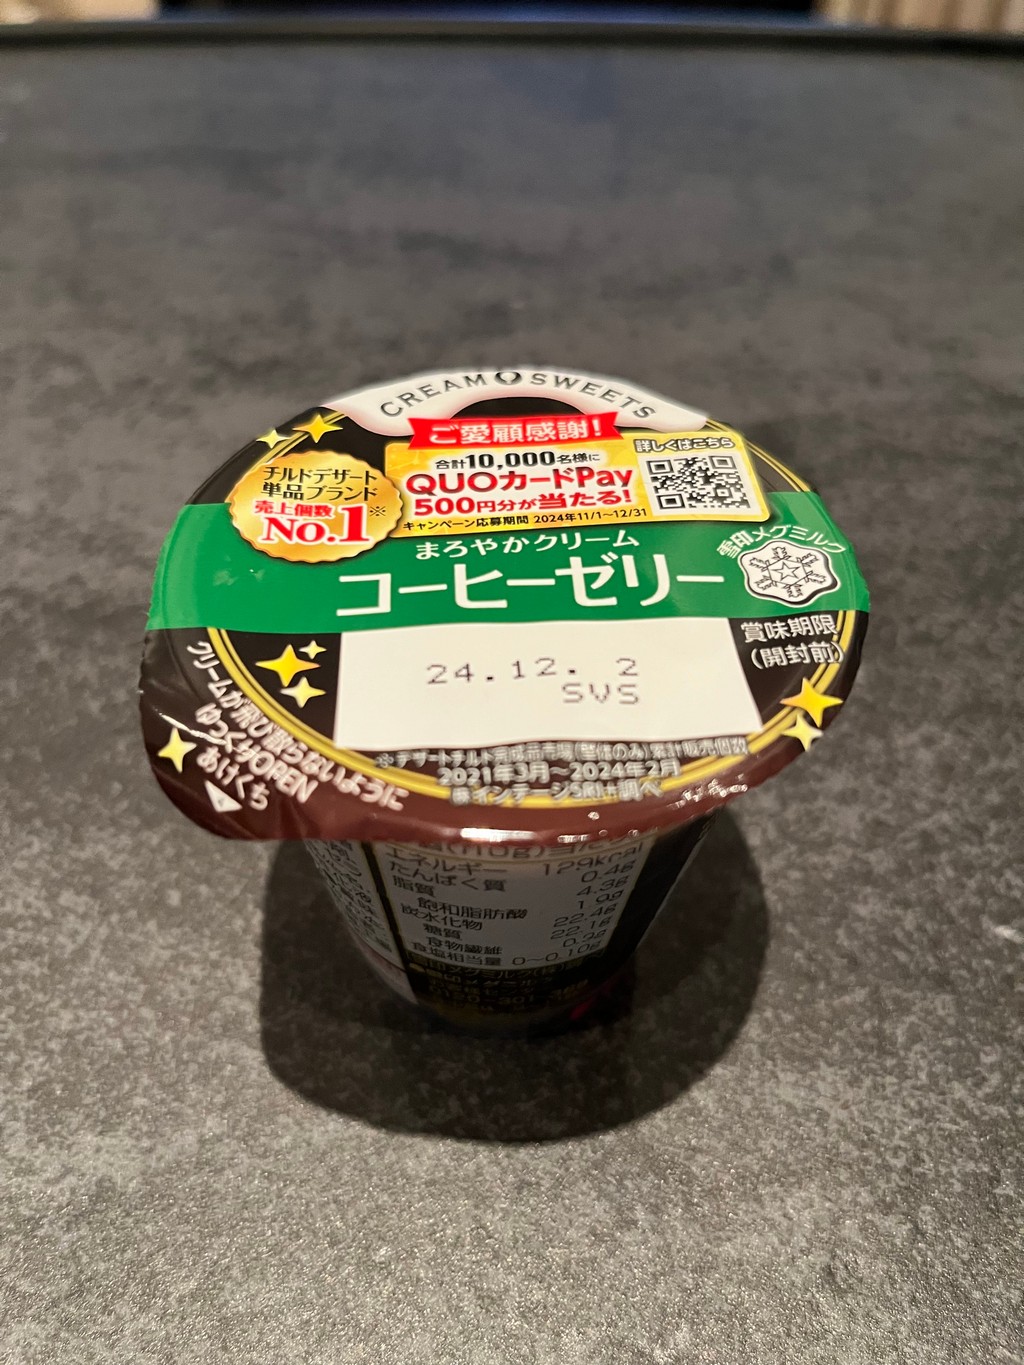 CREAM SWEETS
ご愛顧感謝!
詳しくはこちら
合計10,000名様に
QUOカードPay
500円分が当たる!
キャンペーン応募期間 2024年11/1~12/31
チルドデザート
単品ブランド
売上個数
No.1※
まろやかクリーム
コーヒーゼリー
雪印メグミルク
賞味期限
(開封前)
24.12. 2
SVS
クリームが飛び散らないように
ゆっくりOPEN
あけくち
2021年3月~2024年2月
エネルギー 129kcal
たんぱく質 0.4g
脂質 4.3g
飽和脂肪酸 1.9g
炭水化物 22.4g
糖質 22.1g
食物繊維
食塩相当量 0~0.10g